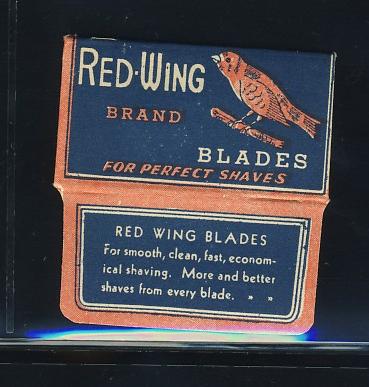 RED-WING
BRAND
BLADES
FOR PERFECT SHAVES
RED WING BLADES
For smooth, clean, fast, econom-
ical shaving. More and better
shaves from every blade. » »